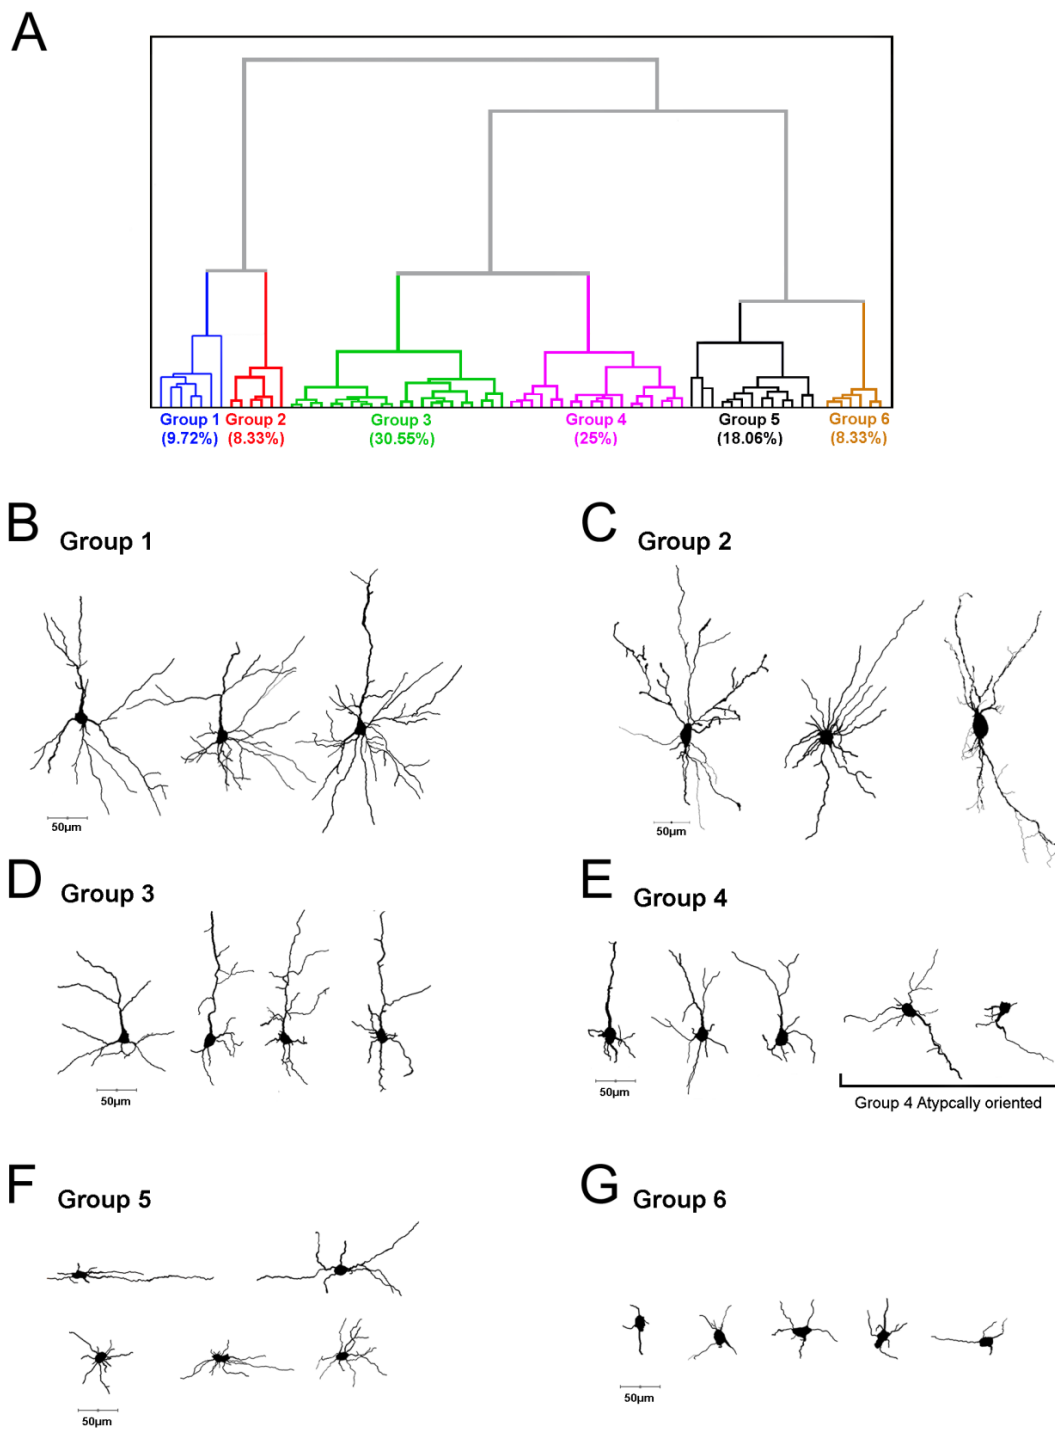 A
Group 1 Group 2 Group 3 Group 4 Group 5 Group 6
(9.72%) (8.33%) (30.55%) (25%) (18.06%) (8.33%)
B Group 1
50µm
C Group 2
50µm
D Group 3
50µm
E Group 4
50µm
Group 4 Atypcally oriented
F Group 5
50µm
G Group 6
50µm